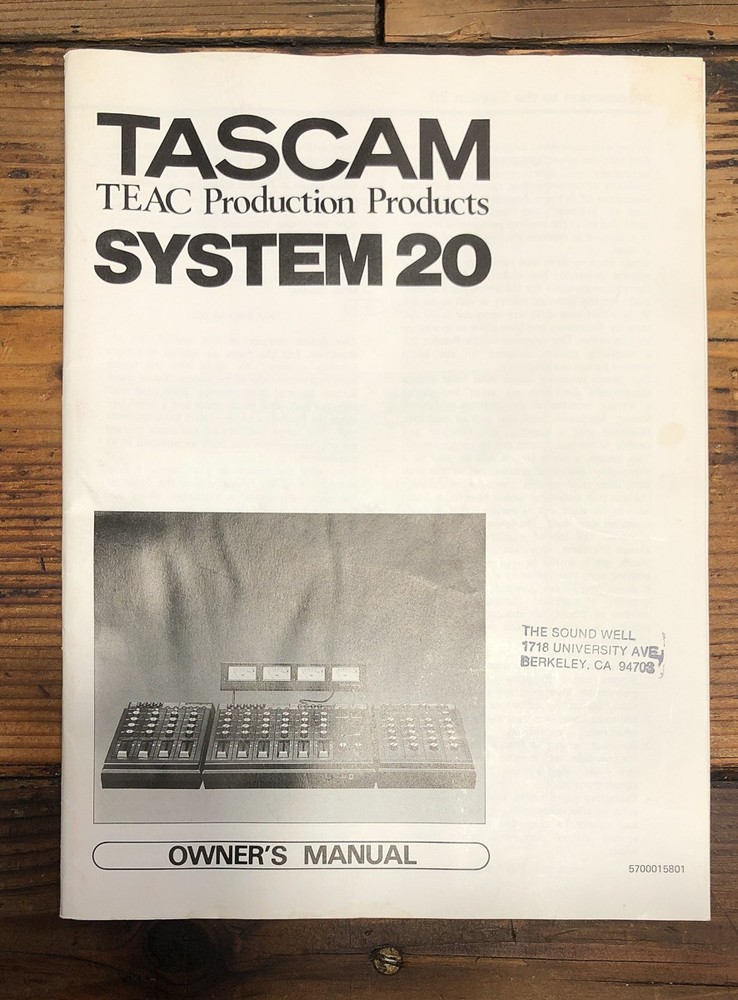 TASCAM
TEAC Production Products
SYSTEM 20
THE SOUND WELL
1718 UNIVERSITY AVE,
BERKELEY, CA 94703
OWNER'S MANUAL
5700015801